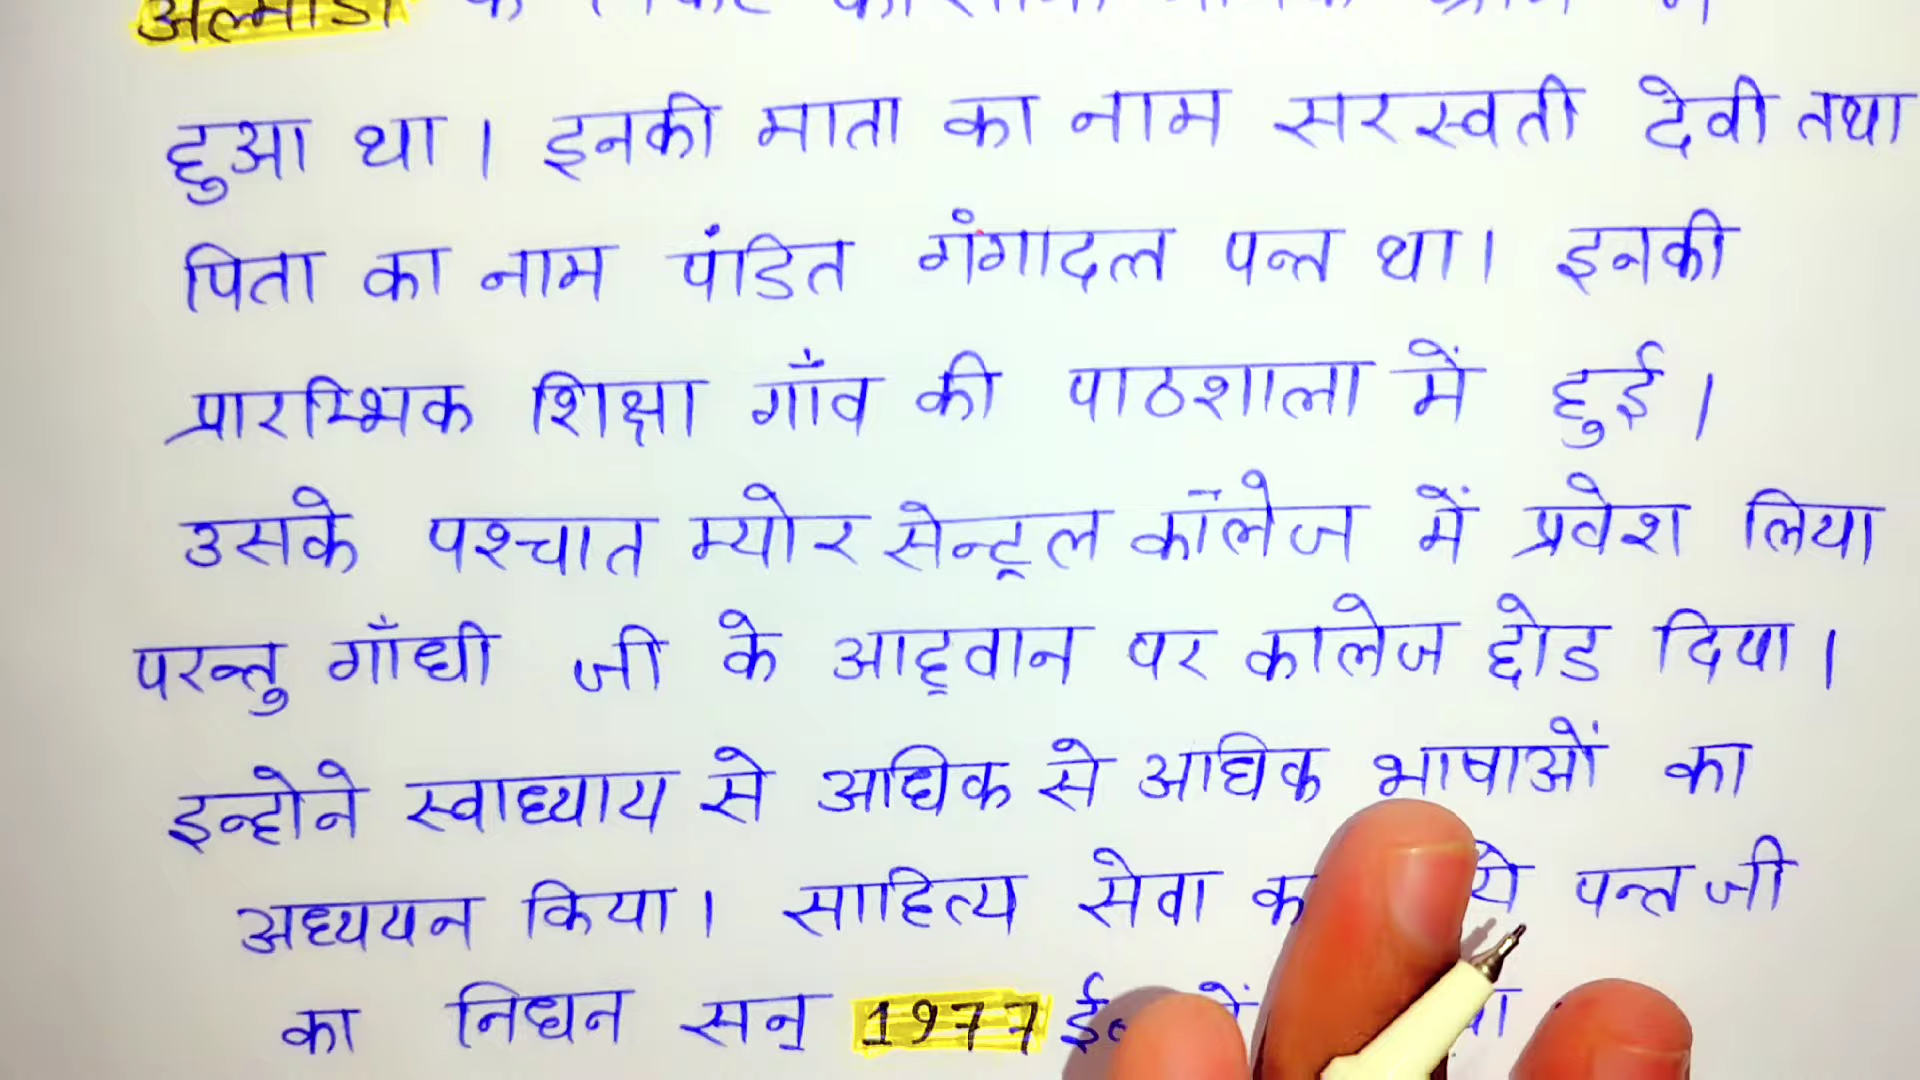 अल्मोडा के
हुआ था। इनकी माता का नाम सरस्वती देवी तथा
पिता का नाम पंडित गंगादत्त पन्त था। इनकी
प्रारम्भिक शिक्षा गाँव की पाठशाला में हुई।
उसके पश्चात म्योर सेन्ट्रल कॉलेज में प्रवेश लिया
परन्तु गाँधी जी के आह्वान पर कालेज छोड दिया।
इन्होने स्वाध्याय से अधिक से अधिक भाषाओं का
अध्ययन किया। साहित्य सेवा पन्त जी
का निधन सन् 1977 ई०